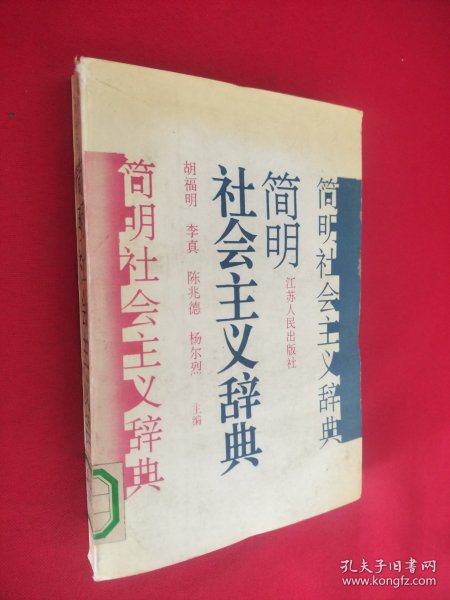 简明社会主义辞典
简明
社会主义辞典
江苏人民出版社
胡福明 李真 陈兆德 杨尔烈 主编
简明社会主义辞典
孔夫子旧书网
www.kongfz.com